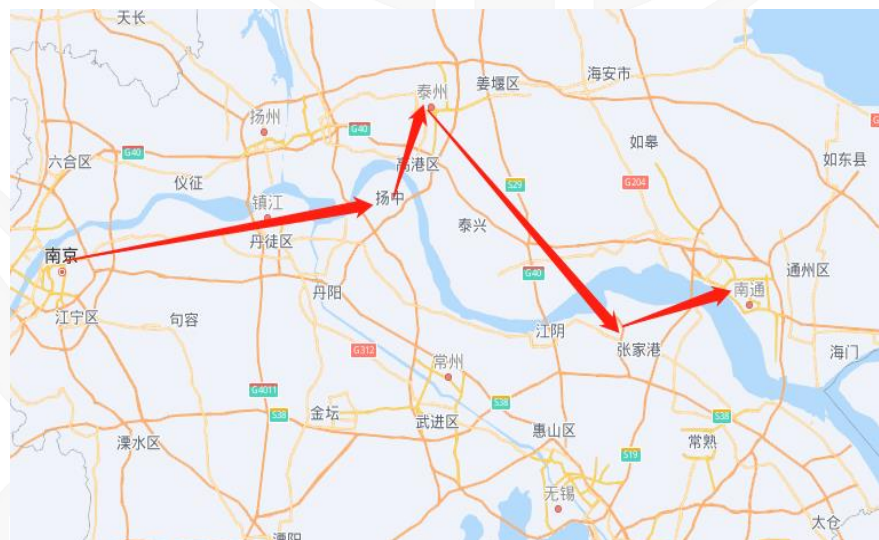 天长
海安市
姜堰区
泰州
扬州
G40
G
G40
如皋
六合区
高港区
如东县
仪征
S29
G204
扬中
镇江
泰兴
丹徒区
南京
G40
通州区
南通
丹阳
江宁区
句容
江阴
张家港
G312
海门
常州
G4011
S38
S38
金坛
S38
武进区
惠山区
溧水区
常熟
S19
无锡
太仓
溧阳